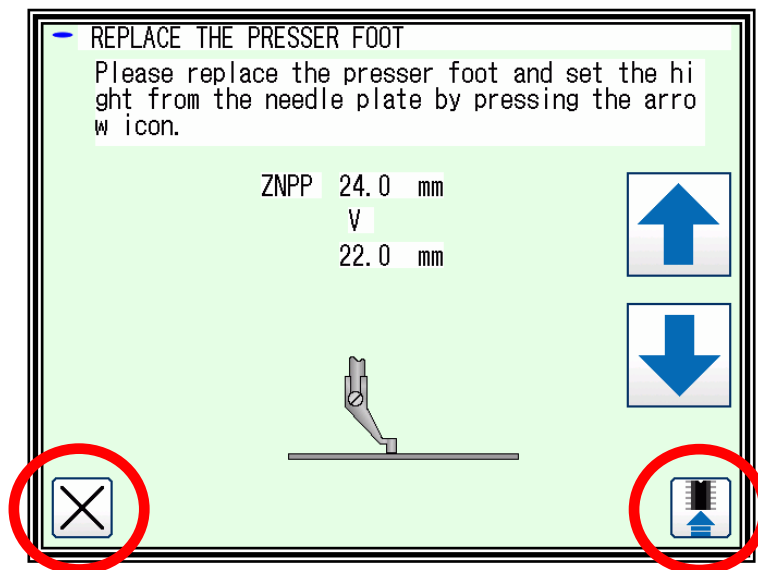 REPLACE THE PRESSER FOOT
Please replace the presser foot and set the hi
ght from the needle plate by pressing the arro
w icon.
ZNPP 24.0 mm
V
22.0 mm